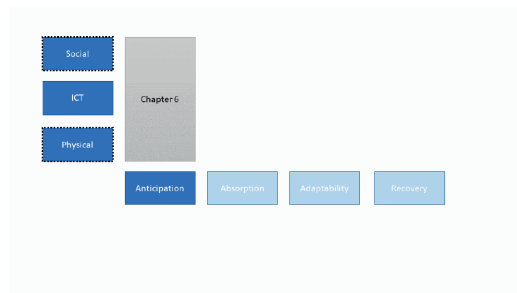 Social
ICT
Chapter 6
Physical
Anticipation
Absorption
Adaptability
Recovery